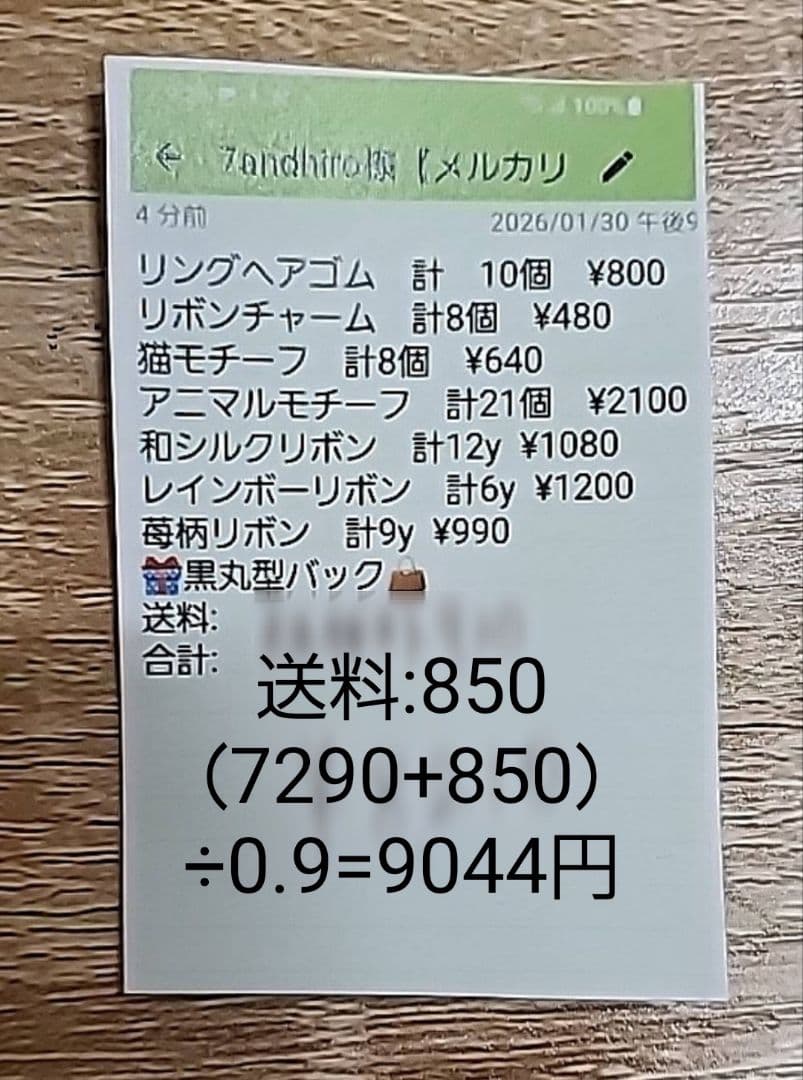 100%
← 7andhiro様【メルカリ
4 分前 2026/01/30 午後9
リングヘアゴム 計 10個 ¥800
リボンチャーム 計8個 ¥480
猫モチーフ 計8個 ¥640
アニマルモチーフ 計21個 ¥2100
和シルクリボン 計12y ¥1080
レインボーリボン 計6y ¥1200
苺柄リボン 計9y ¥990
🎁黒丸型バック👜
送料:
合計:
送料:850
(7290+850)
÷0.9=9044円